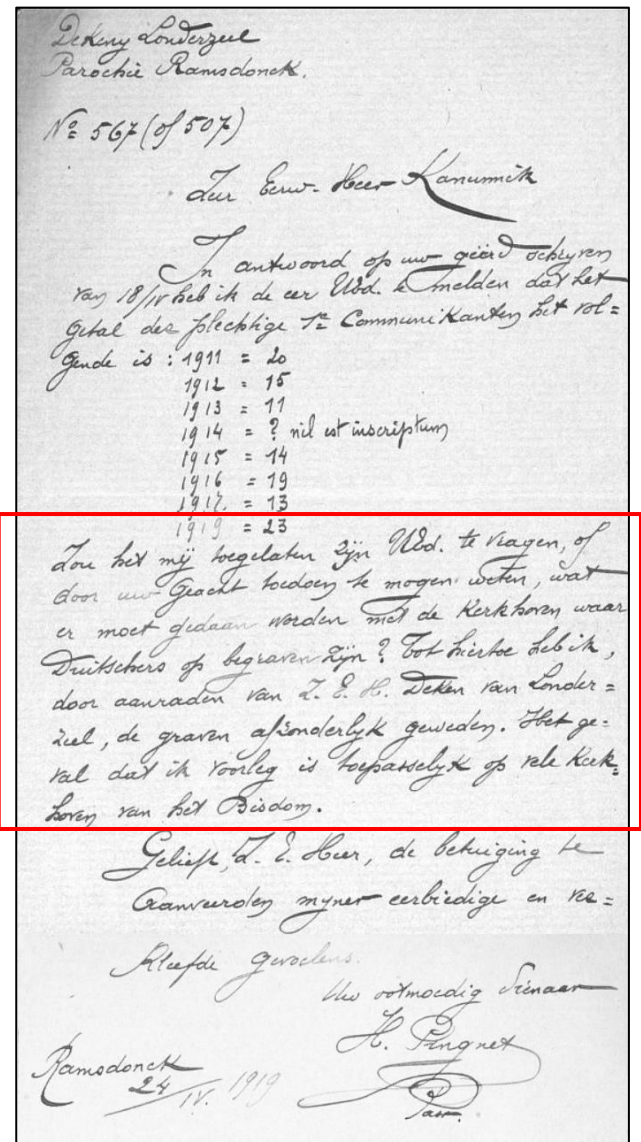 Dekeny Londerzeel
Parochie Ramsdonck.
Nº 567 (of 507)
Zeer Eerw. Heer Kanunnik
In antwoord op uw geëerd schryven
van 18/IV heb ik de eer UEd. te melden dat het
getal der plechtige 1e Communikanten het vol=
gende is : 1911 = 20
1912 = 15
1913 = 11
1914 = ? nil est inscriptum
1915 = 14
1916 = 19
1917 = 13
1919 = 23
Zou het mij toegelaten zijn UEd. te vragen, of
door uw Geacht toedoen te mogen weten, wat
er moet gedaan worden met de Kerkhoven waar
Duitschers op begraven zijn? Tot hiertoe heb ik,
door aanraden van Z. E. H. Deken van Londer=
zeel, de graven afzonderlyk geweden. Het ge=
val dat ik voorleg is toepasselyk op vele Kerk=
hoven van het Bisdom.
Gelieft, Z. E. Heer, de betuiging te
aanveerden myner eerbiedige en ver=
kleefde gevoelens.
Uw ootmoedig dienaar
H. Pingnet
Past.
Ramsdonck
24/IV. 1919